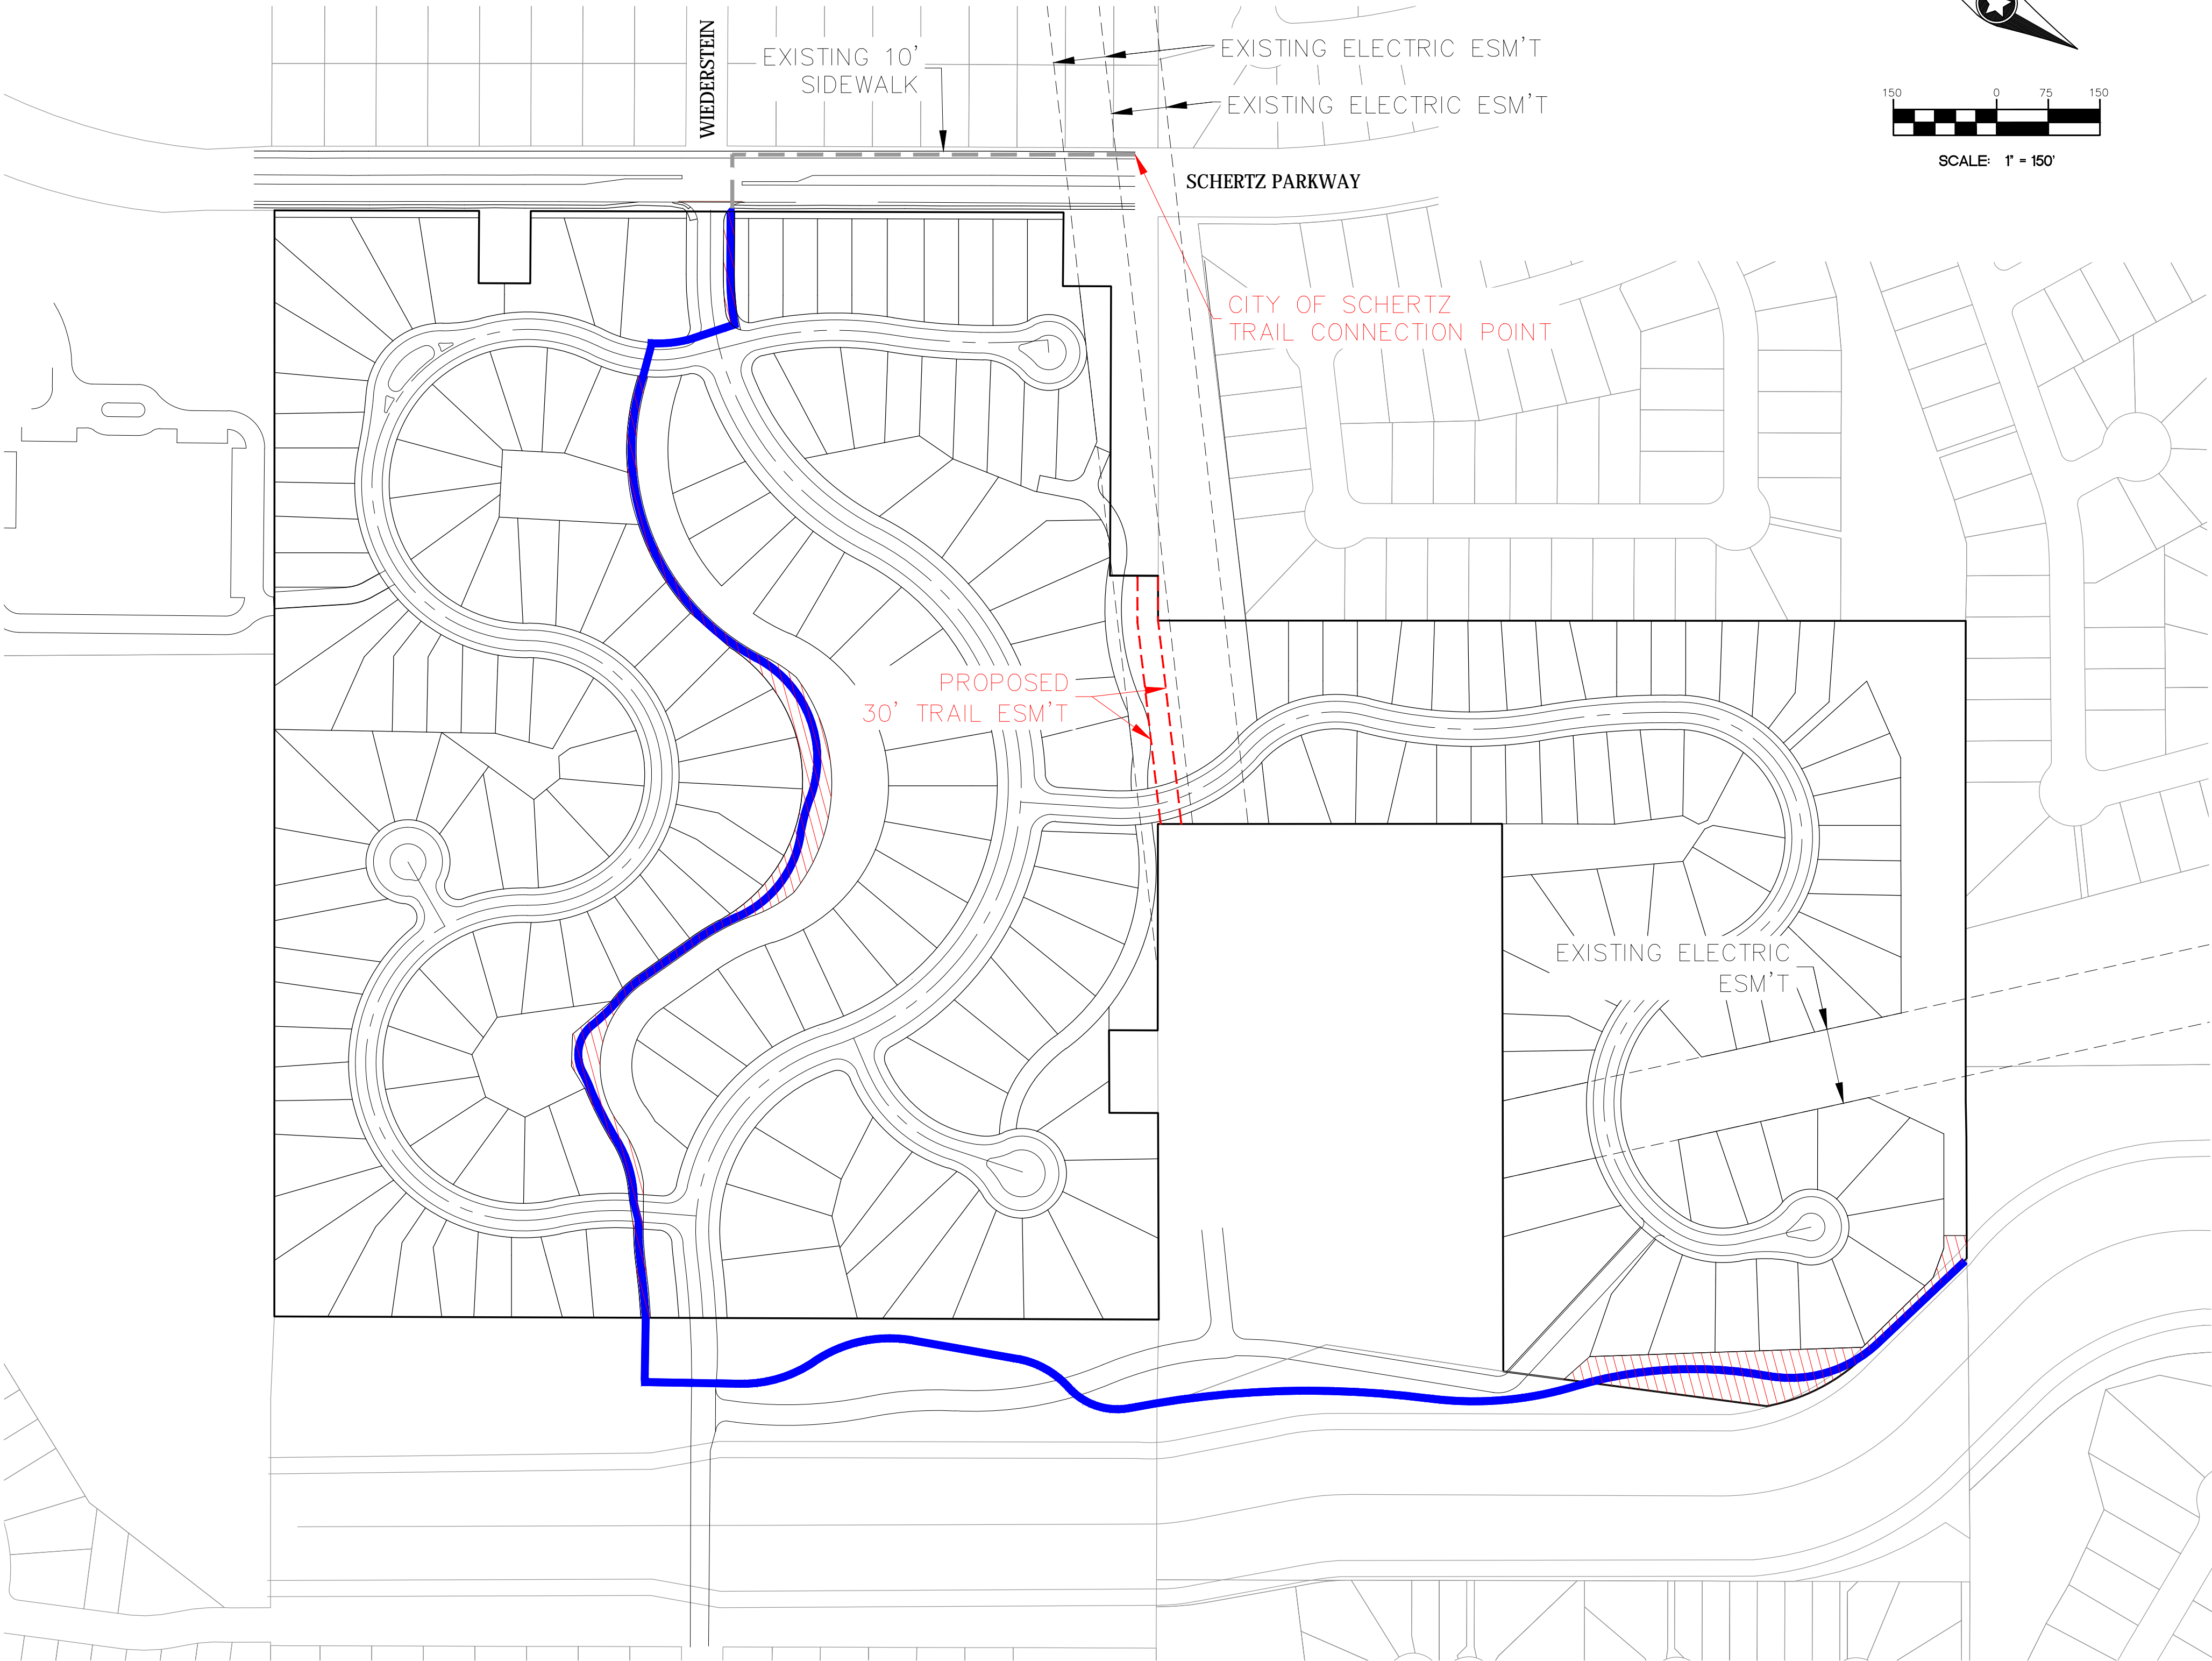 WIEDERSTEIN
EXISTING 10'
SIDEWALK
EXISTING ELECTRIC ESM'T
EXISTING ELECTRIC ESM'T
150 0 75 150
SCALE: 1" = 150'
SCHERTZ PARKWAY
CITY OF SCHERTZ
TRAIL CONNECTION POINT
PROPOSED
30' TRAIL ESM'T
EXISTING ELECTRIC
ESM'T